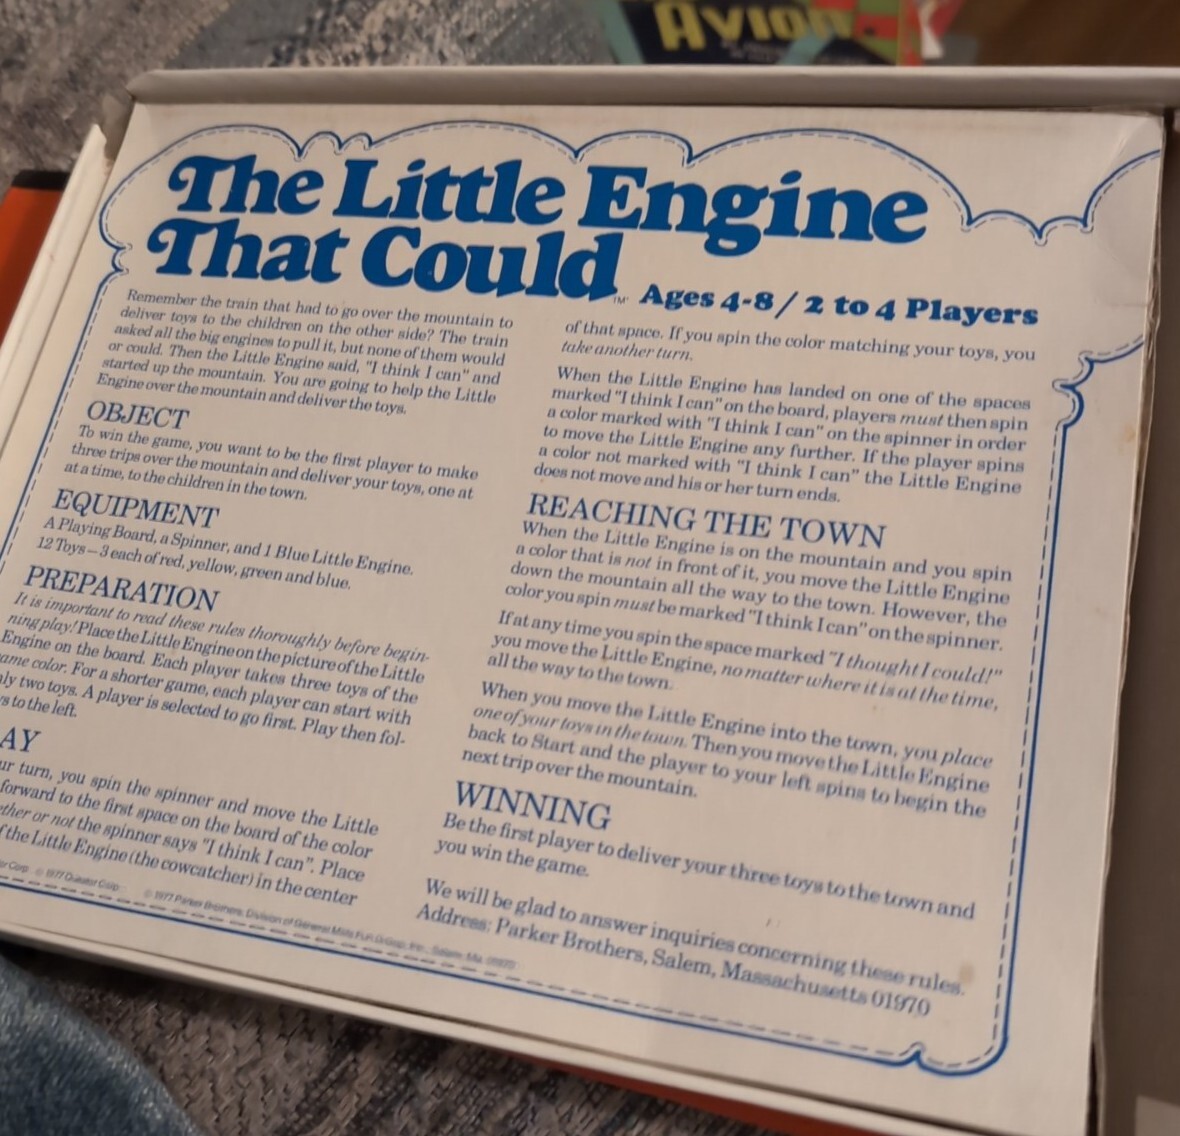 AVION
The Little Engine
That Could
TM
Ages 4-8 / 2 to 4 Players
Remember the train that had to go over the mountain to
deliver toys to the children on the other side? The train
asked all the big engines to pull it, but none of them would
or could. Then the Little Engine said, "I think I can" and
started up the mountain. You are going to help the Little
Engine over the mountain and deliver the toys.
OBJECT
To win the game, you want to be the first player to make
three trips over the mountain and deliver your toys, one at
at a time, to the children in the town.
EQUIPMENT
A Playing Board, a Spinner, and 1 Blue Little Engine.
12 Toys—3 each of red, yellow, green and blue.
PREPARATION
It is important to read these rules thoroughly before begin-
ning play! Place the Little Engine on the picture of the Little
Engine on the board. Each player takes three toys of the
ame color. For a shorter game, each player can start with
ly two toys. A player is selected to go first. Play then fol-
s to the left.
AY
ur turn, you spin the spinner and move the Little
forward to the first space on the board of the color
ether or not the spinner says "I think I can". Place
f the Little Engine (the cowcatcher) in the center
or Corp. © 1977 Questor Corp. © 1977 Parker Brothers, Division of General Mills Fun Group, Inc., Salem, Ma. 01970
of that space. If you spin the color matching your toys, you
take another turn.
When the Little Engine has landed on one of the spaces
marked "I think I can" on the board, players must then spin
a color marked with "I think I can" on the spinner in order
to move the Little Engine any further. If the player spins
a color not marked with "I think I can" the Little Engine
does not move and his or her turn ends.
REACHING THE TOWN
When the Little Engine is on the mountain and you spin
a color that is not in front of it, you move the Little Engine
down the mountain all the way to the town. However, the
color you spin must be marked "I think I can" on the spinner.
If at any time you spin the space marked "I thought I could!"
you move the Little Engine, no matter where it is at the time,
all the way to the town.
When you move the Little Engine into the town, you place
one of your toys in the town. Then you move the Little Engine
back to Start and the player to your left spins to begin the
next trip over the mountain.
WINNING
Be the first player to deliver your three toys to the town and
you win the game.
We will be glad to answer inquiries concerning these rules.
Address: Parker Brothers, Salem, Massachusetts 01970